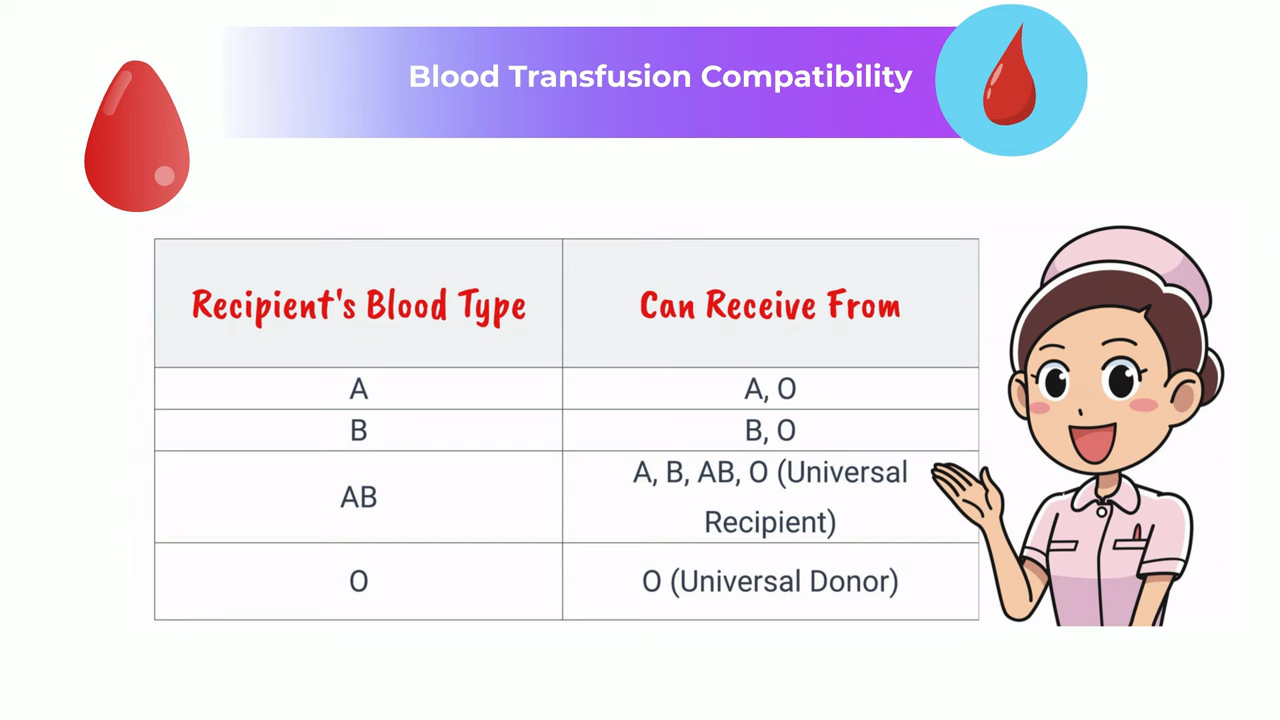 Blood Transfusion Compatibility
Recipient's Blood Type
Can Receive From
A
A, O
B
B, O
AB
A, B, AB, O (Universal
Recipient)
O
O (Universal Donor)